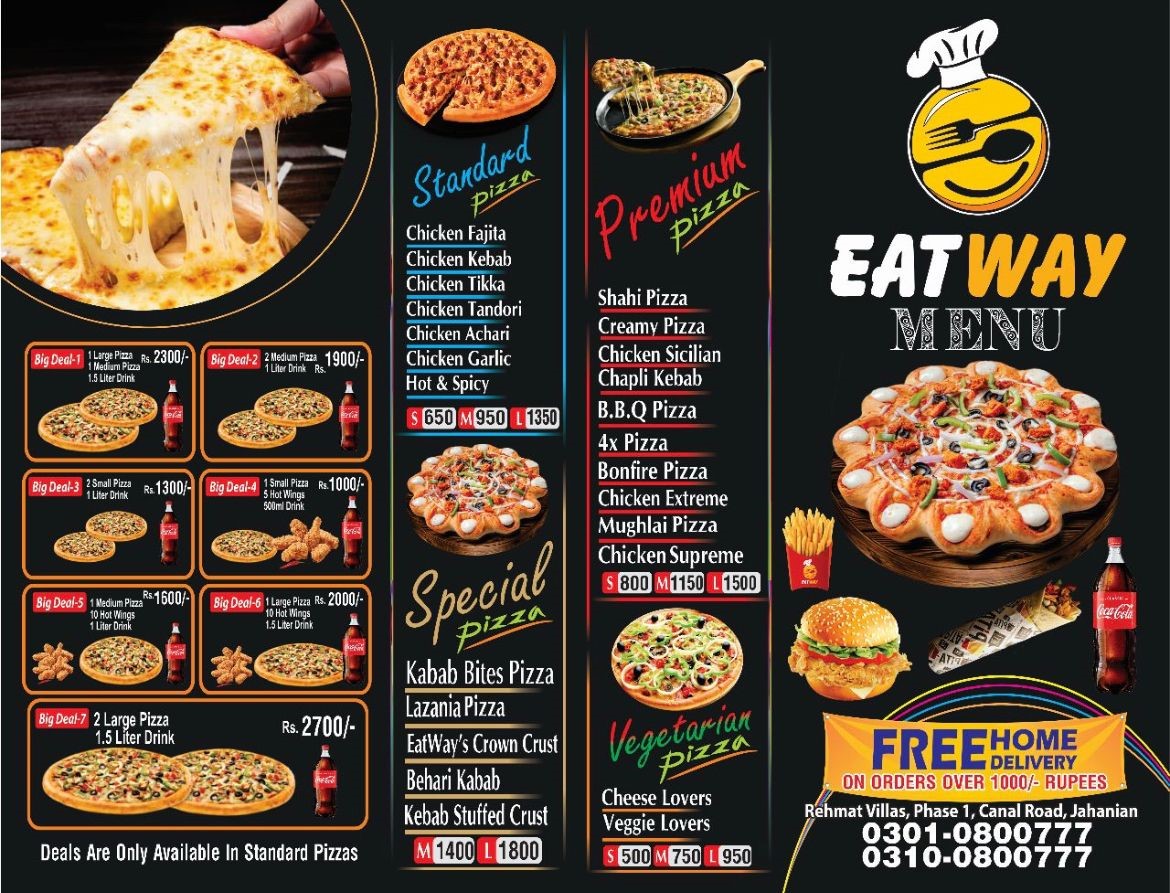 Big Deal-1
1 Large Pizza
1 Medium Pizza
1.5 Liter Drink
Rs. 2300/-
Big Deal-2
2 Medium Pizza
1 Liter Drink
Rs. 1900/-
Big Deal-3
2 Small Pizza
1 Liter Drink
Rs. 1300/-
Big Deal-4
1 Small Pizza
5 Hot Wings
500ml Drink
Rs. 1000/-
Big Deal-5
1 Medium Pizza
10 Hot Wings
1 Liter Drink
Rs. 1600/-
Big Deal-6
1 Large Pizza
10 Hot Wings
1.5 Liter Drink
Rs. 2000/-
Big Deal-7
2 Large Pizza
1.5 Liter Drink
Rs. 2700/-
Deals Are Only Available In Standard Pizzas
Standard
Pizza
Chicken Fajita
Chicken Kebab
Chicken Tikka
Chicken Tandori
Chicken Achari
Chicken Garlic
Hot & Spicy
S 650 M 950 L 1350
Special
Pizza
Kabab Bites Pizza
Lazania Pizza
EatWay's Crown Crust
Behari Kabab
Kebab Stuffed Crust
M 1400 L 1800
Premium
Pizza
Shahi Pizza
Creamy Pizza
Chicken Sicilian
Chapli Kebab
B.B.Q Pizza
4x Pizza
Bonfire Pizza
Chicken Extreme
Mughlai Pizza
Chicken Supreme
S 800 M 1150 L 1500
Vegetarian
Pizza
Cheese Lovers
Veggie Lovers
S 500 M 750 L 950
EATWAY
MENU
EATWAY
Coca-Cola
FREE HOME
DELIVERY
ON ORDERS OVER 1000/- RUPEES
Rehmat Villas, Phase 1, Canal Road, Jahanian
0301-0800777
0310-0800777